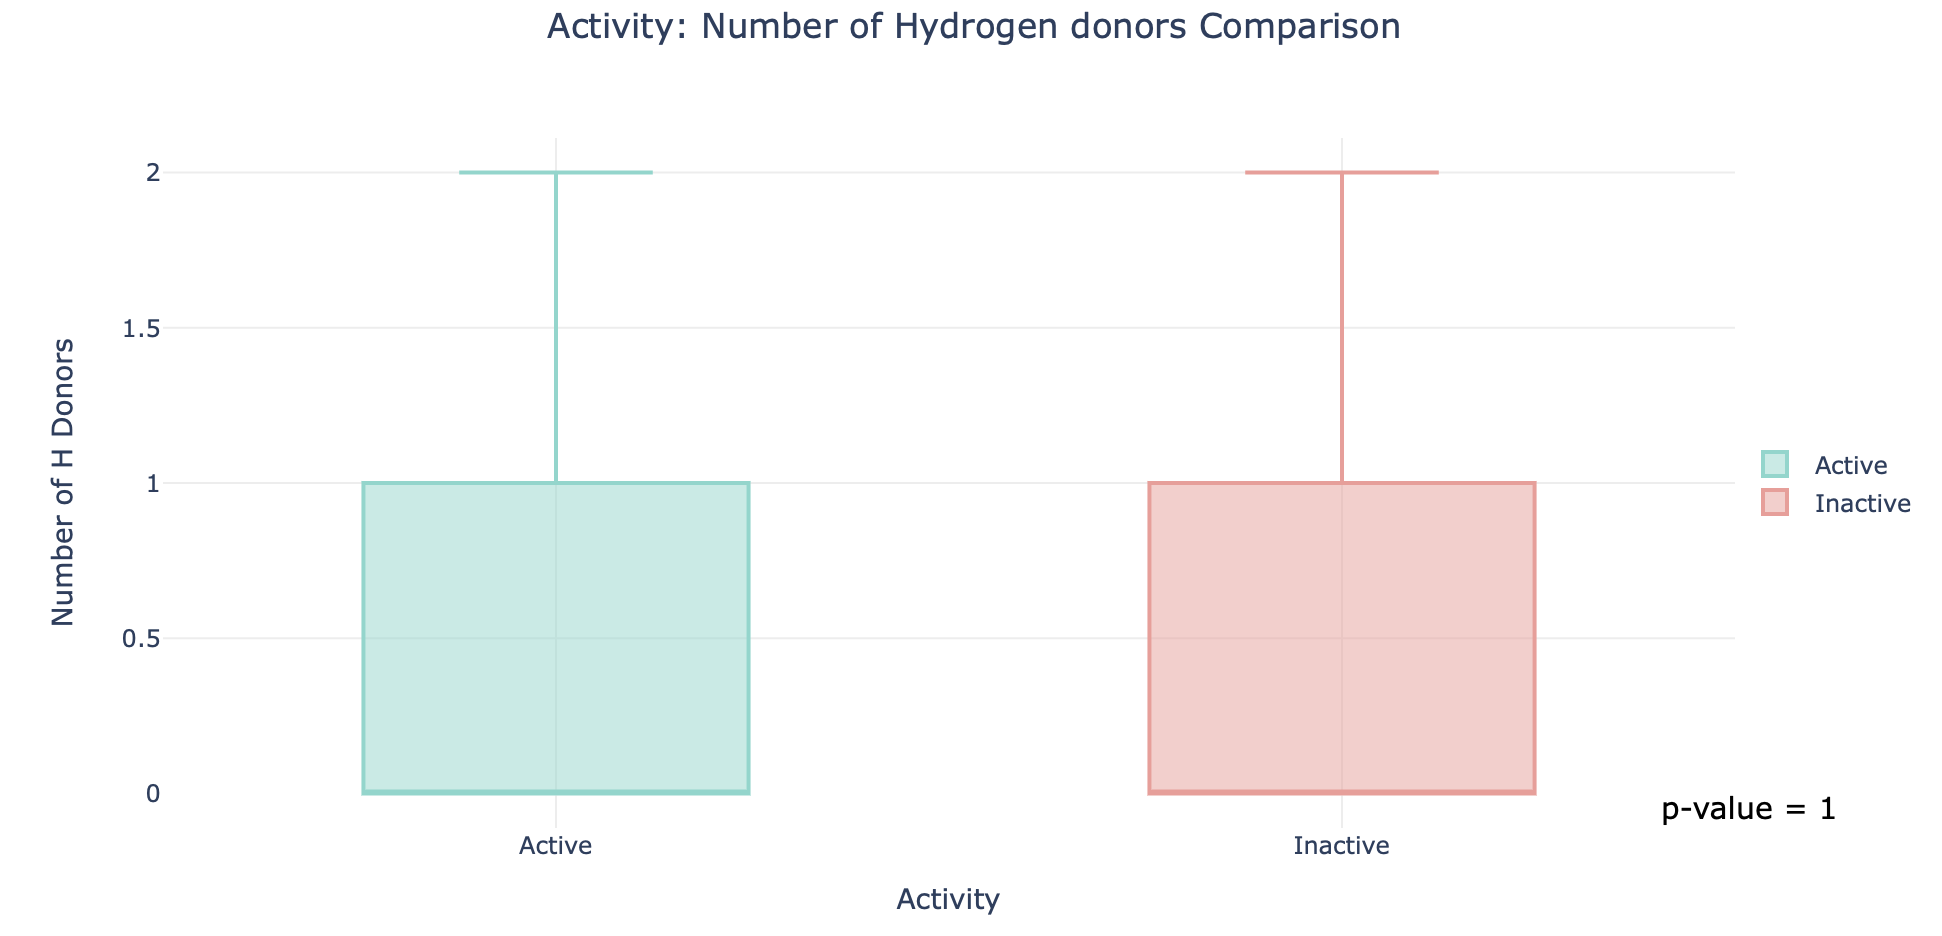 Activity: Number of Hydrogen donors Comparison
Number of H Donors
2
1.5
1
0.5
0
Active
Inactive
Activity
Active
Inactive
p-value = 1